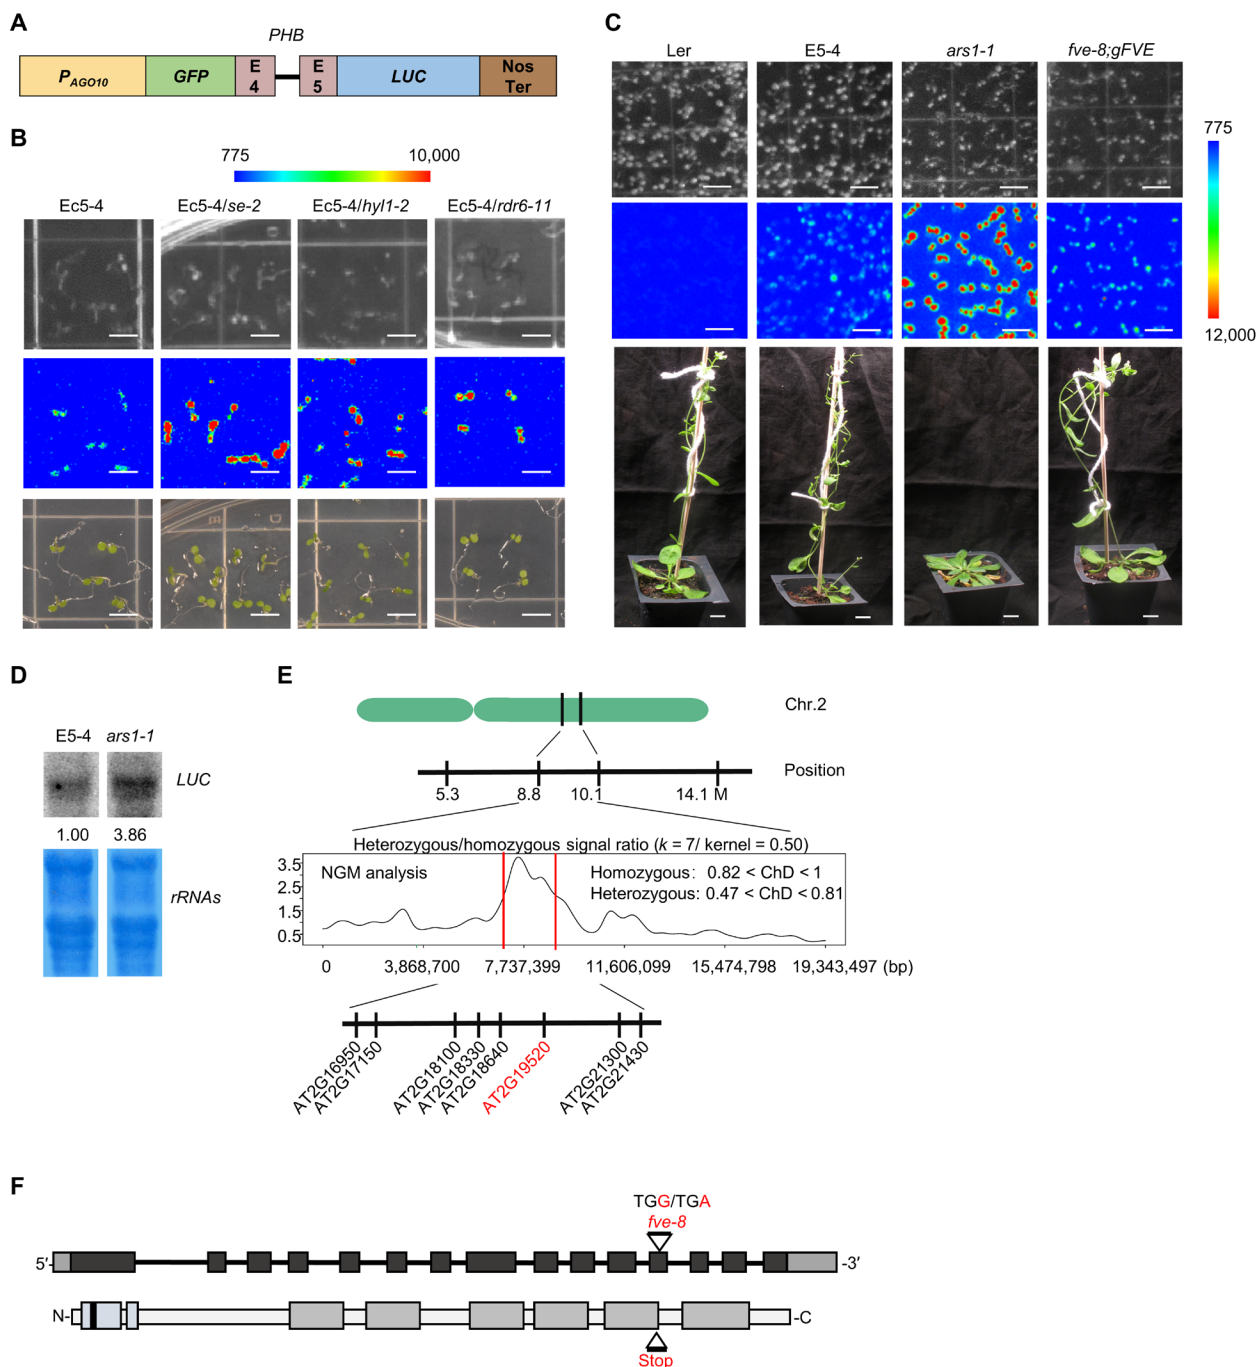 A
PHB
P_AGO10 GFP E4 E5 LUC Nos Ter
B
775 10,000
Ec5-4 Ec5-4/se-2 Ec5-4/hyl1-2 Ec5-4/rdr6-11
C
Ler E5-4 ars1-1 fve-8;gFVE
775
12,000
D
E5-4 ars1-1
LUC
1.00 3.86
rRNAs
E
Chr.2
Position
5.3 8.8 10.1 14.1 M
Heterozygous/homozygous signal ratio (k = 7/ kernel = 0.50)
3.5
2.5
1.5
0.5
NGM analysis
Homozygous: 0.82 < ChD < 1
Heterozygous: 0.47 < ChD < 0.81
0 3,868,700 7,737,399 11,606,099 15,474,798 19,343,497 (bp)
AT2G16950
AT2G17150
AT2G18100
AT2G18330
AT2G18640
AT2G19520
AT2G21300
AT2G21430
F
TGG/TGA
fve-8
5′- -3′
N- -C
Stop